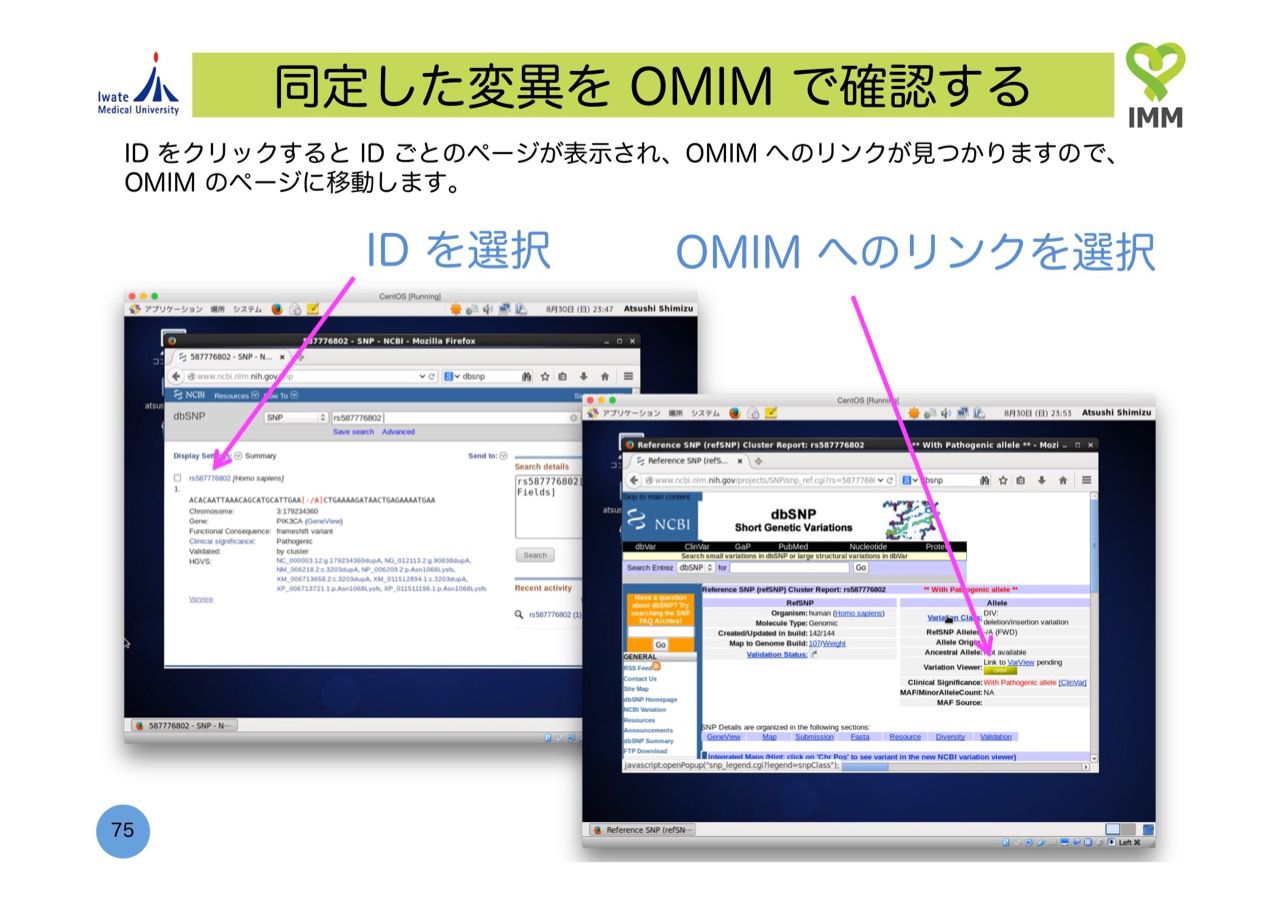 Iwate
Medical University
同定した変異を OMIM で確認する
IMM
ID をクリックすると ID ごとのページが表示され、OMIM へのリンクが見つかりますので、
OMIM のページに移動します。
ID を選択
OMIM へのリンクを選択
CentOS [Running]
アプリケーション 場所 システム
8月30日 (日) 23:47 Atsushi Shimizu
587776802 - SNP - NCBI - Mozilla Firefox
587776802 - SNP - N...
www.ncbi.nlm.nih.gov
dbsnp
NCBI Resources How To
dbSNP
SNP
rs587776802
Save search Advanced
Summary
Send to:
rs587776802 [Homo sapiens]
1.
ACACAATTAAACAGCATGCATTGAA[-/A]CTGAAAAGATAACTGAGAAAATGAA
Chromosome: 3:179234360
Gene: PIK3CA (GeneView)
Functional Consequence: frameshift variant
Clinical significance: Pathogenic
Validated: by cluster
HGVS: NC_000003.12:g.179234360dupA, NG_012113.2:g.90838dupA,
NM_006218.2:c.3203dupA, NP_006209.2:p.Asn1068Lysfs,
XM_006713658.2:c.3203dupA, XM_011512894.1:c.3203dupA,
XP_006713721.1:p.Asn1068Lysfs, XP_011511196.1:p.Asn1068Lysfs
Varview
Search details
rs587776802[
Fields]
Search
Recent activity
rs587776802 (1)
587776802 - SNP - N...
CentOS [Running]
アプリケーション 場所 システム
8月30日 (日) 23:53 Atsushi Shimizu
Reference SNP (refSNP) Cluster Report: rs587776802 ** With Pathogenic allele ** - Mozi
Reference SNP (refS...
www.ncbi.nlm.nih.gov/projects/SNP/snp_ref.cgi?rs=5877768
Skip to main content
NCBI
dbSNP
Short Genetic Variations
dbVar ClinVar GaP PubMed Nucleotide Prote
Search small variations in dbSNP or large structural variations in dbVar
Search Entrez dbSNP for Go
Reference SNP (refSNP) Cluster Report: rs587776802 ** With Pathogenic allele **
Have a question
about dbSNP? Try
searching the SNP
FAQ Archive!
Go
GENERAL
RSS Feed
Contact Us
Site Map
dbSNP Homepage
NCBI Variation
Resources
Announcements
dbSNP Summary
FTP Download
RefSNP
Organism: human (Homo sapiens)
Molecule Type: Genomic
Created/Updated in build: 142/144
Map to Genome Build: 107/Weight
Validation Status:
Allele
DIV:
deletion/insertion variation
RefSNP Alleles: -/A (FWD)
Allele Origin:
Ancestral Allele: Not available
Variation Viewer: Link to VarView pending
Clinical Significance: With Pathogenic allele [ClinVar]
MAF/MinorAlleleCount: NA
MAF Source:
SNP Details are organized in the following sections:
GeneView Map Submission Fasta Resource Diversity Validation
Integrated Maps (Hint: click on 'Chr Pos' to see variant in the new NCBI variation viewer)
javascript:openPopup("snp_legend.cgi?legend=snpClass");
Reference SNP (refSN...
Left ⌘
75